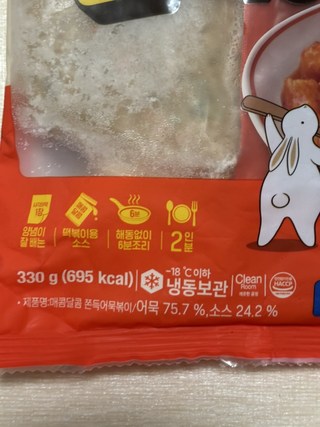 양념이
잘 배는
떡볶이용
소스
6분
해동없이
6분조리
2인
분
330 g (695 kcal)
-18 ℃ 이하
냉동보관
Clean
Room
HACCP
• 제품명:매콤달콤 쫀득어묵볶이/어묵 75.7 %,소스 24.2 %